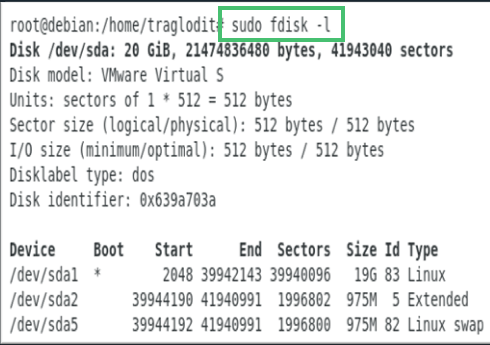 root@debian:/home/traglodit# sudo fdisk -l
Disk /dev/sda: 20 GiB, 21474836480 bytes, 41943040 sectors
Disk model: VMware Virtual S
Units: sectors of 1 * 512 = 512 bytes
Sector size (logical/physical): 512 bytes / 512 bytes
I/O size (minimum/optimal): 512 bytes / 512 bytes
Disklabel type: dos
Disk identifier: 0x639a703a
Device     Boot    Start      End  Sectors  Size Id Type
/dev/sda1  *        2048 39942143 39940096   19G 83 Linux
/dev/sda2       39944190 41940991  1996802  975M  5 Extended
/dev/sda5       39944192 41940991  1996800  975M 82 Linux swap